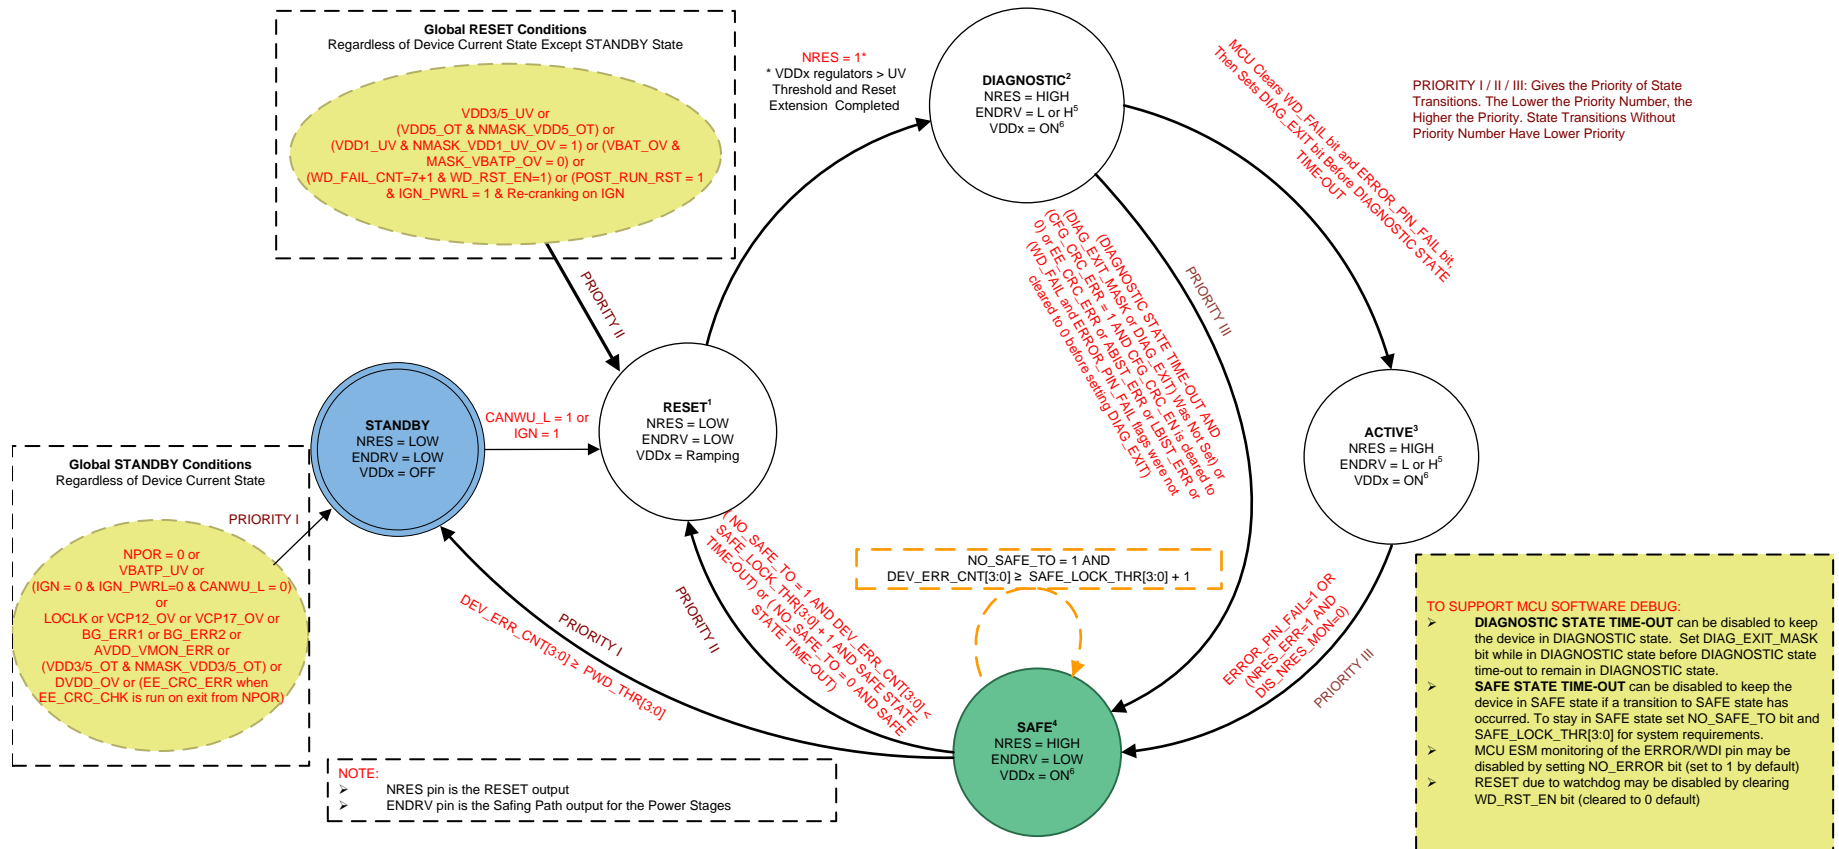 Global RESET Conditions
Regardless of Device Current State Except STANDBY State
VDD3/5_UV or
(VDD5_OT & NMASK_VDD5_OT) or
(VDD1_UV & NMASK_VDD1_UV_OV = 1) or (VBAT_OV &
MASK_VBATP_OV = 0) or
(WD_FAIL_CNT=7+1 & WD_RST_EN=1) or (POST_RUN_RST = 1
& IGN_PWRL = 1 & Re-cranking on IGN
PRIORITY II
NRES = 1*
* VDDx regulators > UV
Threshold and Reset
Extension Completed
DIAGNOSTIC2
NRES = HIGH
ENDRV = L or H5
VDDx = ON6
MCU Clears WD_FAIL bit and ERROR_PIN_FAIL bit,
Then Sets DIAG_EXIT bit Before DIAGNOSTIC STATE
TIME-OUT
PRIORITY I / II / III: Gives the Priority of State
Transitions. The Lower the Priority Number, the
Higher the Priority. State Transitions Without
Priority Number Have Lower Priority
(DIAGNOSTIC STATE TIME-OUT AND
(DIAG_EXIT_MASK or DIAG_EXIT) Was Not Set) or
(CFG_CRC_ERR = 1 AND CFG_CRC_EN is cleared to
0) or EE_CRC_ERR or ABIST_ERR or LBIST_ERR or
(WD_FAIL and ERROR_PIN_FAIL flags were not
cleared to 0 before setting DIAG_EXIT)
PRIORITY III
STANDBY
NRES = LOW
ENDRV = LOW
VDDx = OFF
CANWU_L = 1 or
IGN = 1
RESET1
NRES = LOW
ENDRV = LOW
VDDx = Ramping
ACTIVE3
NRES = HIGH
ENDRV = L or H5
VDDx = ON6
Global STANDBY Conditions
Regardless of Device Current State
PRIORITY I
NPOR = 0 or
VBATP_UV or
(IGN = 0 & IGN_PWRL=0 & CANWU_L = 0)
or
LOCLK or VCP12_OV or VCP17_OV or
BG_ERR1 or BG_ERR2 or
AVDD_VMON_ERR or
(VDD3/5_OT & NMASK_VDD3/5_OT) or
DVDD_OV or (EE_CRC_ERR when
EE_CRC_CHK is run on exit from NPOR)
PRIORITY I
DEV_ERR_CNT[3:0] ≥ PWD_THR[3:0]
PRIORITY II
( NO_SAFE_TO = 1 AND DEV_ERR_CNT[3:0] <
SAFE_LOCK_THR[3:0] + 1 AND SAFE STATE
TIME-OUT) or ( NO_SAFE_TO = 0 AND SAFE
STATE TIME-OUT)
NO_SAFE_TO = 1 AND
DEV_ERR_CNT[3:0] ≥ SAFE_LOCK_THR[3:0] + 1
ERROR_PIN_FAIL=1 OR
(NRES_ERR=1 AND
DIS_NRES_MON=0)
PRIORITY III
SAFE4
NRES = HIGH
ENDRV = LOW
VDDx = ON6
NOTE:
➢ NRES pin is the RESET output
➢ ENDRV pin is the Safing Path output for the Power Stages
TO SUPPORT MCU SOFTWARE DEBUG:
➢ DIAGNOSTIC STATE TIME-OUT can be disabled to keep
the device in DIAGNOSTIC state. Set DIAG_EXIT_MASK
bit while in DIAGNOSTIC state before DIAGNOSTIC state
time-out to remain in DIAGNOSTIC state.
➢ SAFE STATE TIME-OUT can be disabled to keep the
device in SAFE state if a transition to SAFE state has
occurred. To stay in SAFE state set NO_SAFE_TO bit and
SAFE_LOCK_THR[3:0] for system requirements.
➢ MCU ESM monitoring of the ERROR/WDI pin may be
disabled by setting NO_ERROR bit (set to 1 by default)
➢ RESET due to watchdog may be disabled by clearing
WD_RST_EN bit (cleared to 0 default)